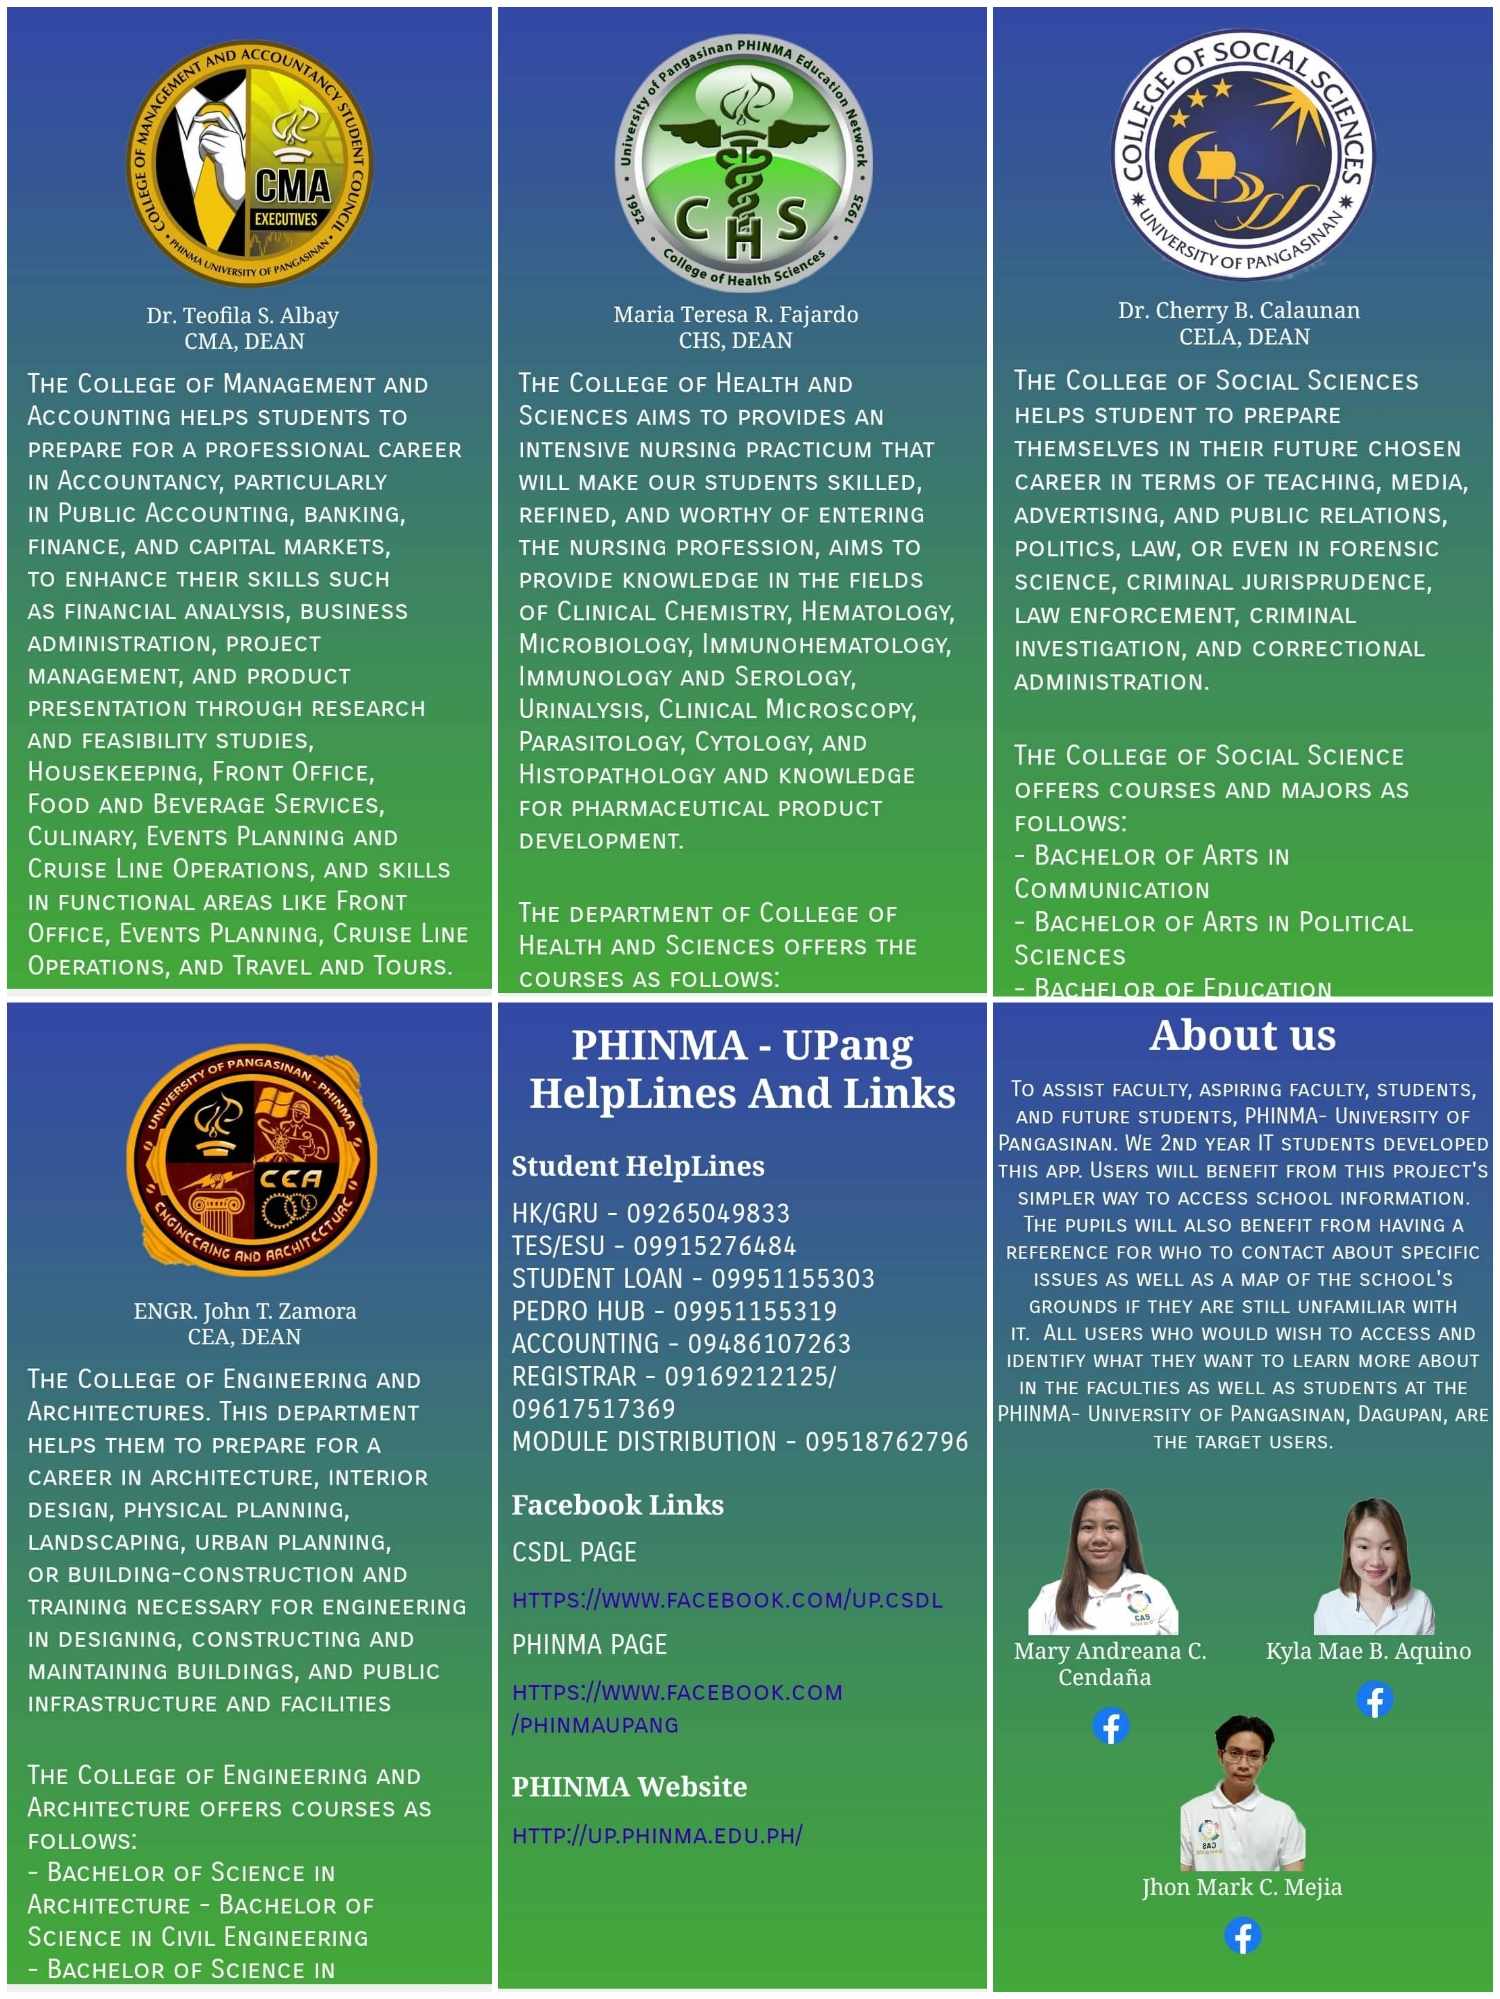 COLLEGE OF MANAGEMENT AND ACCOUNTANCY STUDENT COUNCIL
CMA
EXECUTIVES
PHINMA UNIVERSITY OF PANGASINAN
Dr. Teofila S. Albay
CMA, DEAN
The College of Management and
Accounting helps students to
prepare for a professional career
in Accountancy, particularly
in Public Accounting, banking,
finance, and capital markets,
to enhance their skills such
as financial analysis, business
administration, project
management, and product
presentation through research
and feasibility studies,
Housekeeping, Front Office,
Food and Beverage Services,
Culinary, Events Planning and
Cruise Line Operations, and skills
in functional areas like Front
Office, Events Planning, Cruise Line
Operations, and Travel and Tours.
University of Pangasinan PHINMA Education Network
CHS
1952
1925
College of Health Sciences
Maria Teresa R. Fajardo
CHS, DEAN
The College of Health and
Sciences aims to provides an
intensive nursing practicum that
will make our students skilled,
refined, and worthy of entering
the nursing profession, aims to
provide knowledge in the fields
of Clinical Chemistry, Hematology,
Microbiology, Immunohematology,
Immunology and Serology,
Urinalysis, Clinical Microscopy,
Parasitology, Cytology, and
Histopathology and knowledge
for pharmaceutical product
development.
The department of College of
Health and Sciences offers the
courses as follows:
COLLEGE OF SOCIAL SCIENCES
UNIVERSITY OF PANGASINAN
Dr. Cherry B. Calaunan
CELA, DEAN
The College of Social Sciences
helps student to prepare
themselves in their future chosen
career in terms of teaching, media,
advertising, and public relations,
politics, law, or even in forensic
science, criminal jurisprudence,
law enforcement, criminal
investigation, and correctional
administration.
The College of Social Science
offers courses and majors as
follows:
- Bachelor of Arts in
Communication
- Bachelor of Arts in Political
Sciences
- Bachelor of Education
UNIVERSITY OF PANGASINAN - PHINMA
CEA
ENGINEERING AND ARCHITECTURE
ENGR. John T. Zamora
CEA, DEAN
The College of Engineering and
Architectures. This department
helps them to prepare for a
career in architecture, interior
design, physical planning,
landscaping, urban planning,
or building-construction and
training necessary for engineering
in designing, constructing and
maintaining buildings, and public
infrastructure and facilities
The College of Engineering and
Architecture offers courses as
follows:
- Bachelor of Science in
Architecture - Bachelor of
Science in Civil Engineering
- Bachelor of Science in
PHINMA - UPang
HelpLines And Links
Student HelpLines
HK/GRU - 09265049833
TES/ESU - 09915276484
STUDENT LOAN - 09951155303
PEDRO HUB - 09951155319
ACCOUNTING - 09486107263
REGISTRAR - 09169212125/
09617517369
MODULE DISTRIBUTION - 09518762796
Facebook Links
CSDL PAGE
https://www.facebook.com/up.csdl
PHINMA PAGE
https://www.facebook.com
/phinmaupang
PHINMA Website
http://up.phinma.edu.ph/
About us
To assist faculty, aspiring faculty, students,
and future students, PHINMA- University of
Pangasinan. We 2nd year IT students developed
this app. Users will benefit from this project's
simpler way to access school information.
The pupils will also benefit from having a
reference for who to contact about specific
issues as well as a map of the school's
grounds if they are still unfamiliar with
it. All users who would wish to access and
identify what they want to learn more about
in the faculties as well as students at the
PHINMA- University of Pangasinan, Dagupan, are
the target users.
CAS
Mary Andreana C.
Cendaña
Kyla Mae B. Aquino
CAS
Jhon Mark C. Mejia